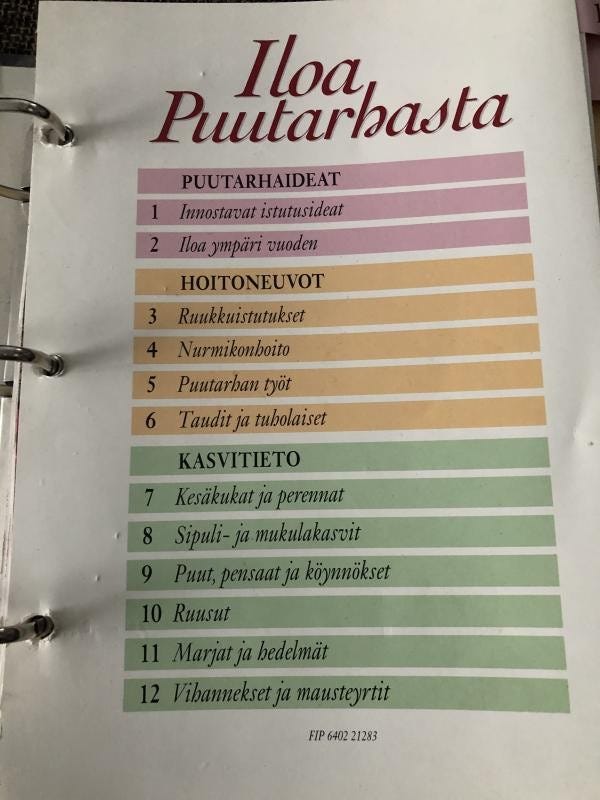 Iloa
Puutarhasta
PUUTARHAIDEAT
1 Innostavat istutusideat
2 Iloa ympäri vuoden
HOITONEUVOT
3 Ruukkuistutukset
4 Nurmikonhoito
5 Puutarhan työt
6 Taudit ja tuholaiset
KASVITIETO
7 Kesäkukat ja perennat
8 Sipuli- ja mukulakasvit
9 Puut, pensaat ja köynnökset
10 Ruusut
11 Marjat ja hedelmät
12 Vihannekset ja mausteyrtit
FIP 6402 21283